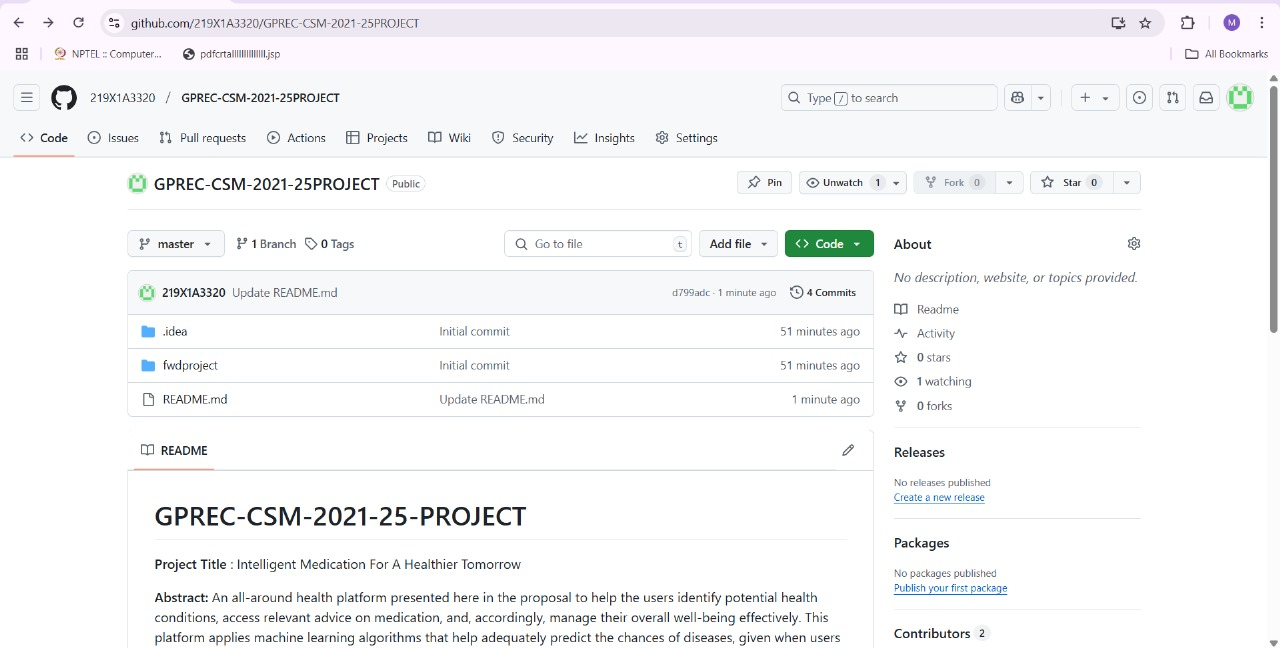 github.com/219X1A3320/GPREC-CSM-2021-25PROJECT
M
NPTEL :: Computer... pdfcrtalllllllllllllll.jsp All Bookmarks
219X1A3320 / GPREC-CSM-2021-25PROJECT Type / to search
Code Issues Pull requests Actions Projects Wiki Security Insights Settings
GPREC-CSM-2021-25PROJECT Public Pin Unwatch 1 Fork 0 Star 0
master 1 Branch 0 Tags Go to file t Add file Code
219X1A3320 Update README.md d799adc · 1 minute ago 4 Commits
.idea Initial commit 51 minutes ago
fwdproject Initial commit 51 minutes ago
README.md Update README.md 1 minute ago
README
GPREC-CSM-2021-25-PROJECT
Project Title : Intelligent Medication For A Healthier Tomorrow
Abstract: An all-around health platform presented here in the proposal to help the users identify potential health
conditions, access relevant advice on medication, and, accordingly, manage their overall well-being effectively. This
platform applies machine learning algorithms that help adequately predict the chances of diseases, given when users
About
No description, website, or topics provided.
Readme
Activity
0 stars
1 watching
0 forks
Releases
No releases published
Create a new release
Packages
No packages published
Publish your first package
Contributors 2